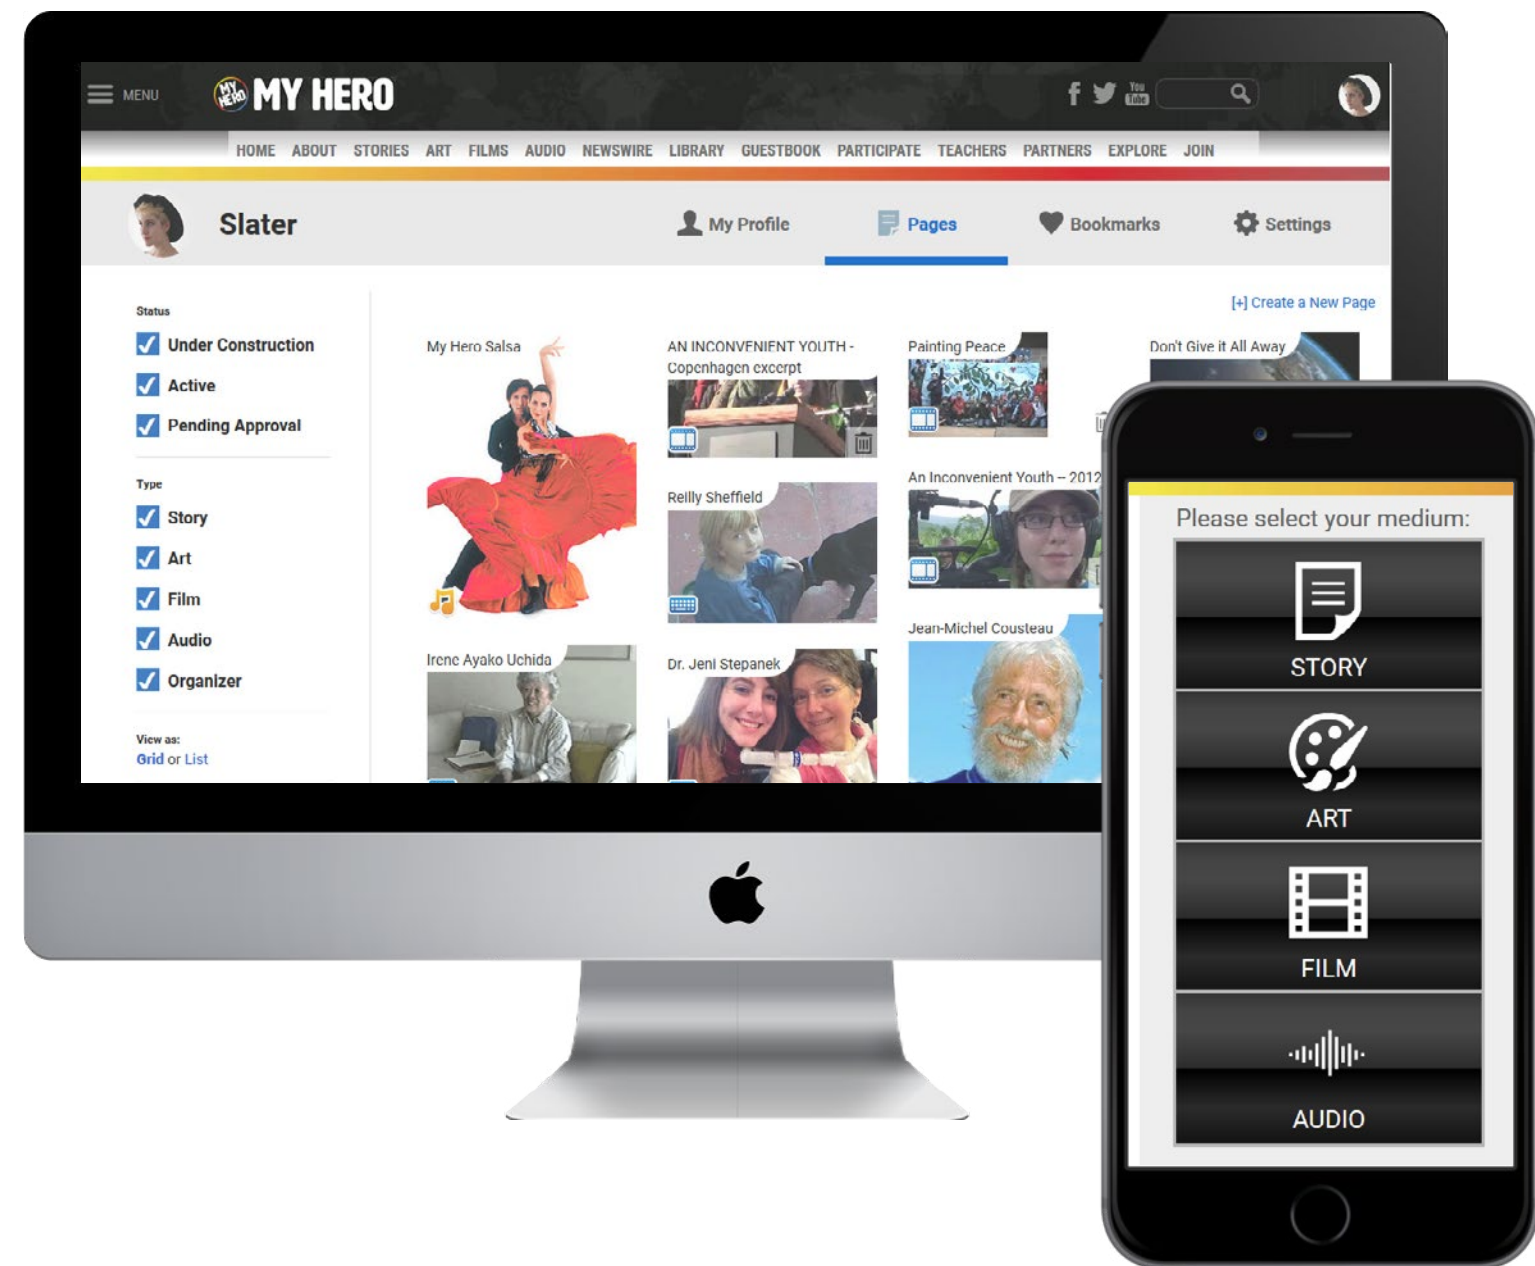 MENU
MY HERO
MY HERO
You Tube
HOME ABOUT STORIES ART FILMS AUDIO NEWSWIRE LIBRARY GUESTBOOK PARTICIPATE TEACHERS PARTNERS EXPLORE JOIN
Slater
My Profile
Pages
Bookmarks
Settings
[+] Create a New Page
Status
Under Construction
Active
Pending Approval
Type
Story
Art
Film
Audio
Organizer
View as:
Grid or List
My Hero Salsa
AN INCONVENIENT YOUTH -
Copenhagen excerpt
Painting Peace
Don't Give it All Away
Reilly Sheffield
An Inconvenient Youth – 2012
Irene Ayako Uchida
Dr. Jeni Stepanek
Jean-Michel Cousteau
Please select your medium:
STORY
ART
FILM
AUDIO